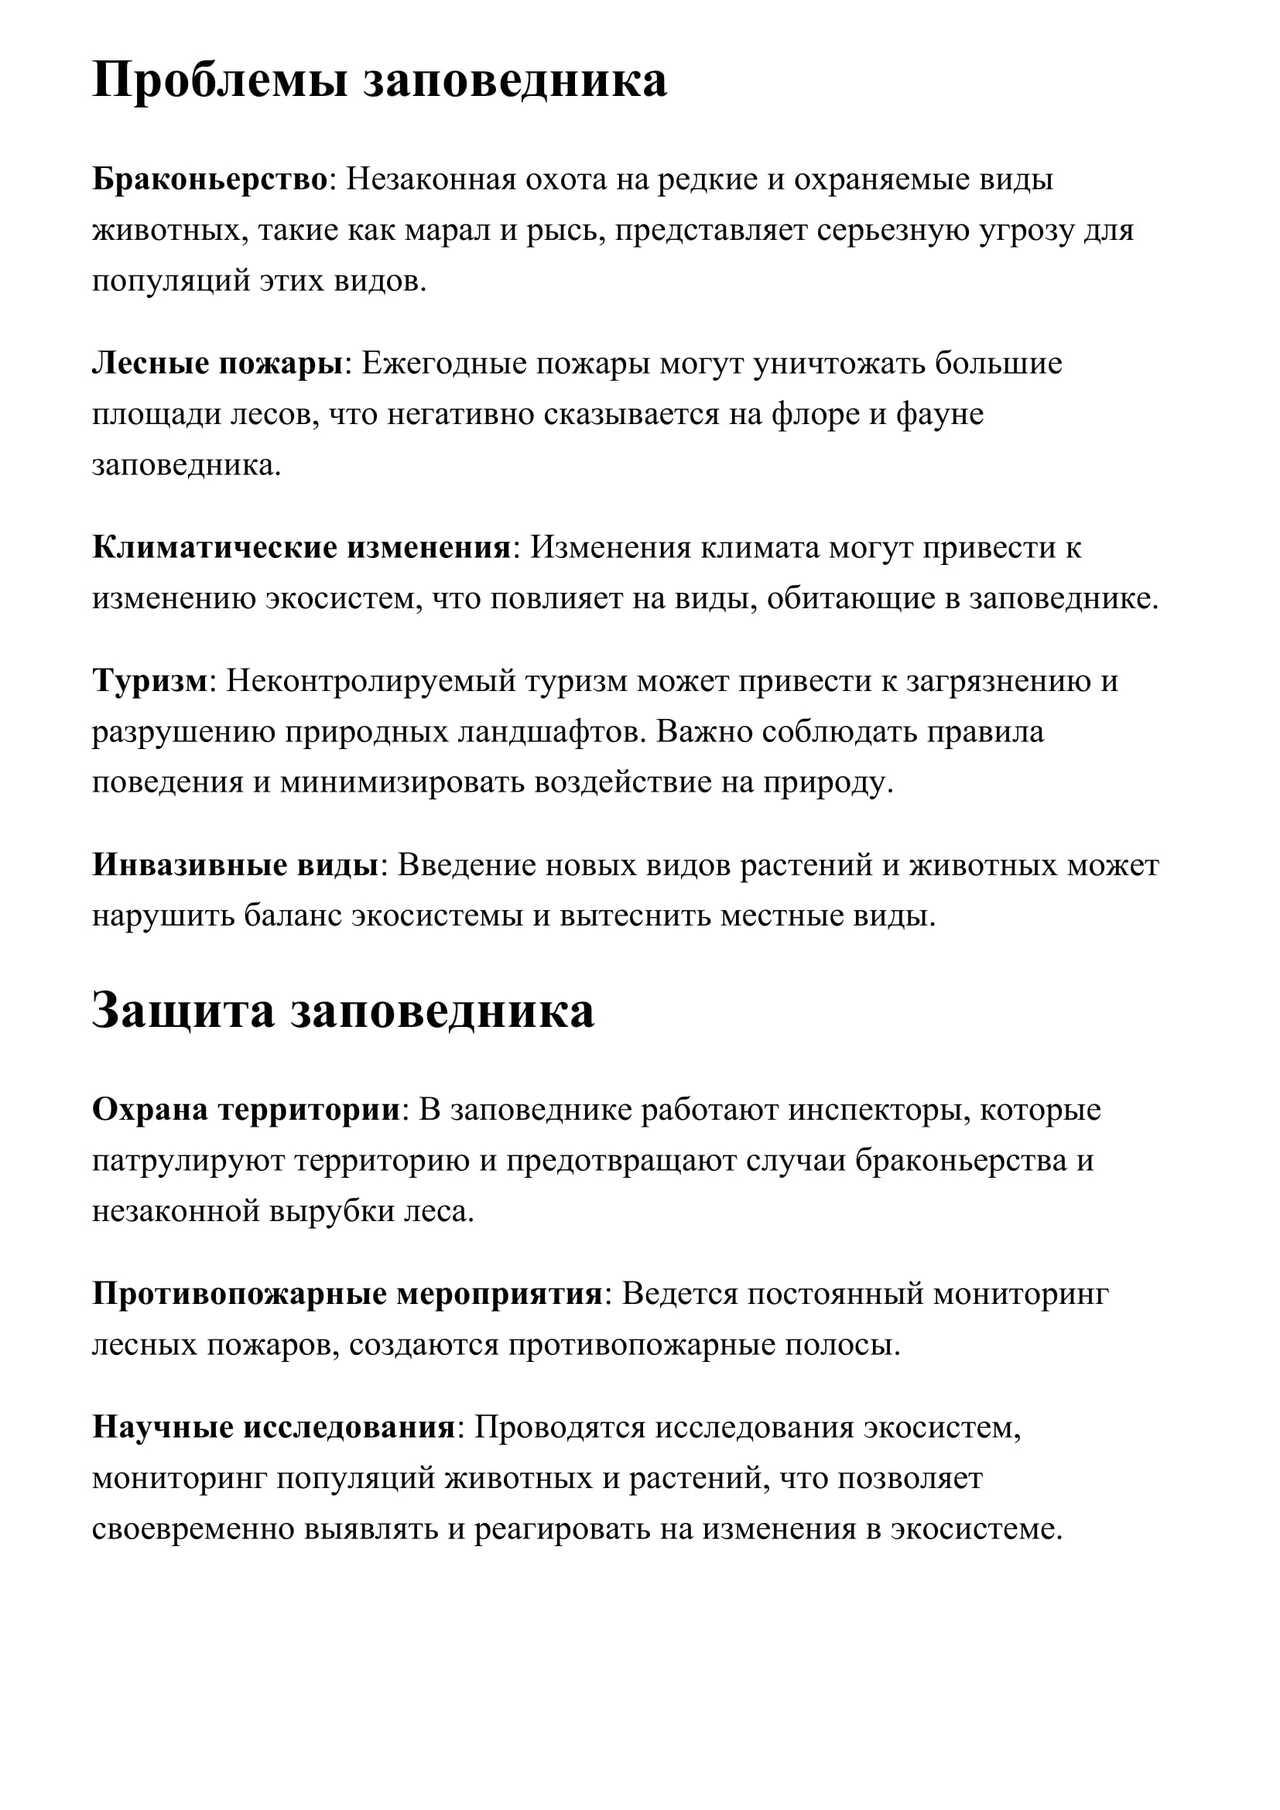 Проблемы заповедника
Браконьерство: Незаконная охота на редкие и охраняемые виды
животных, такие как марал и рысь, представляет серьезную угрозу для
популяций этих видов.
Лесные пожары: Ежегодные пожары могут уничтожать большие
площади лесов, что негативно сказывается на флоре и фауне
заповедника.
Климатические изменения: Изменения климата могут привести к
изменению экосистем, что повлияет на виды, обитающие в заповеднике.
Туризм: Неконтролируемый туризм может привести к загрязнению и
разрушению природных ландшафтов. Важно соблюдать правила
поведения и минимизировать воздействие на природу.
Инвазивные виды: Введение новых видов растений и животных может
нарушить баланс экосистемы и вытеснить местные виды.
Защита заповедника
Охрана территории: В заповеднике работают инспекторы, которые
патрулируют территорию и предотвращают случаи браконьерства и
незаконной вырубки леса.
Противопожарные мероприятия: Ведется постоянный мониторинг
лесных пожаров, создаются противопожарные полосы.
Научные исследования: Проводятся исследования экосистем,
мониторинг популяций животных и растений, что позволяет
своевременно выявлять и реагировать на изменения в экосистеме.